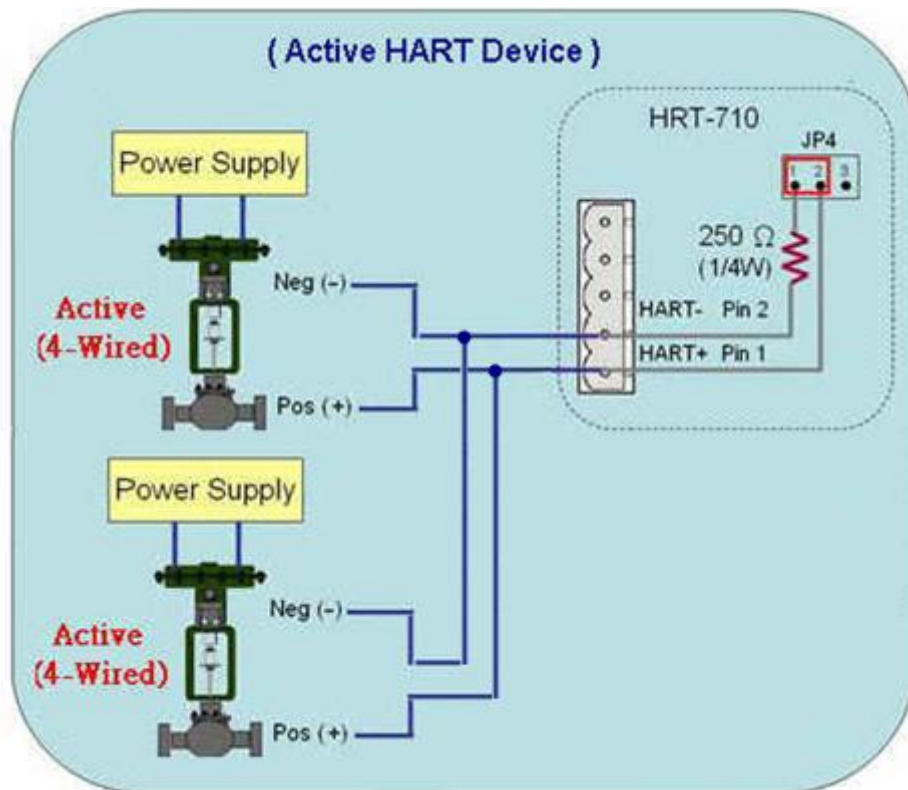 ( Active HART Device )
HRT-710
JP4
1 2 3
Power Supply
250 Ω
(1/4W)
Neg (-)
Active
(4-Wired)
HART- Pin 2
HART+ Pin 1
Pos (+)
Power Supply
Neg (-)
Active
(4-Wired)
Pos (+)